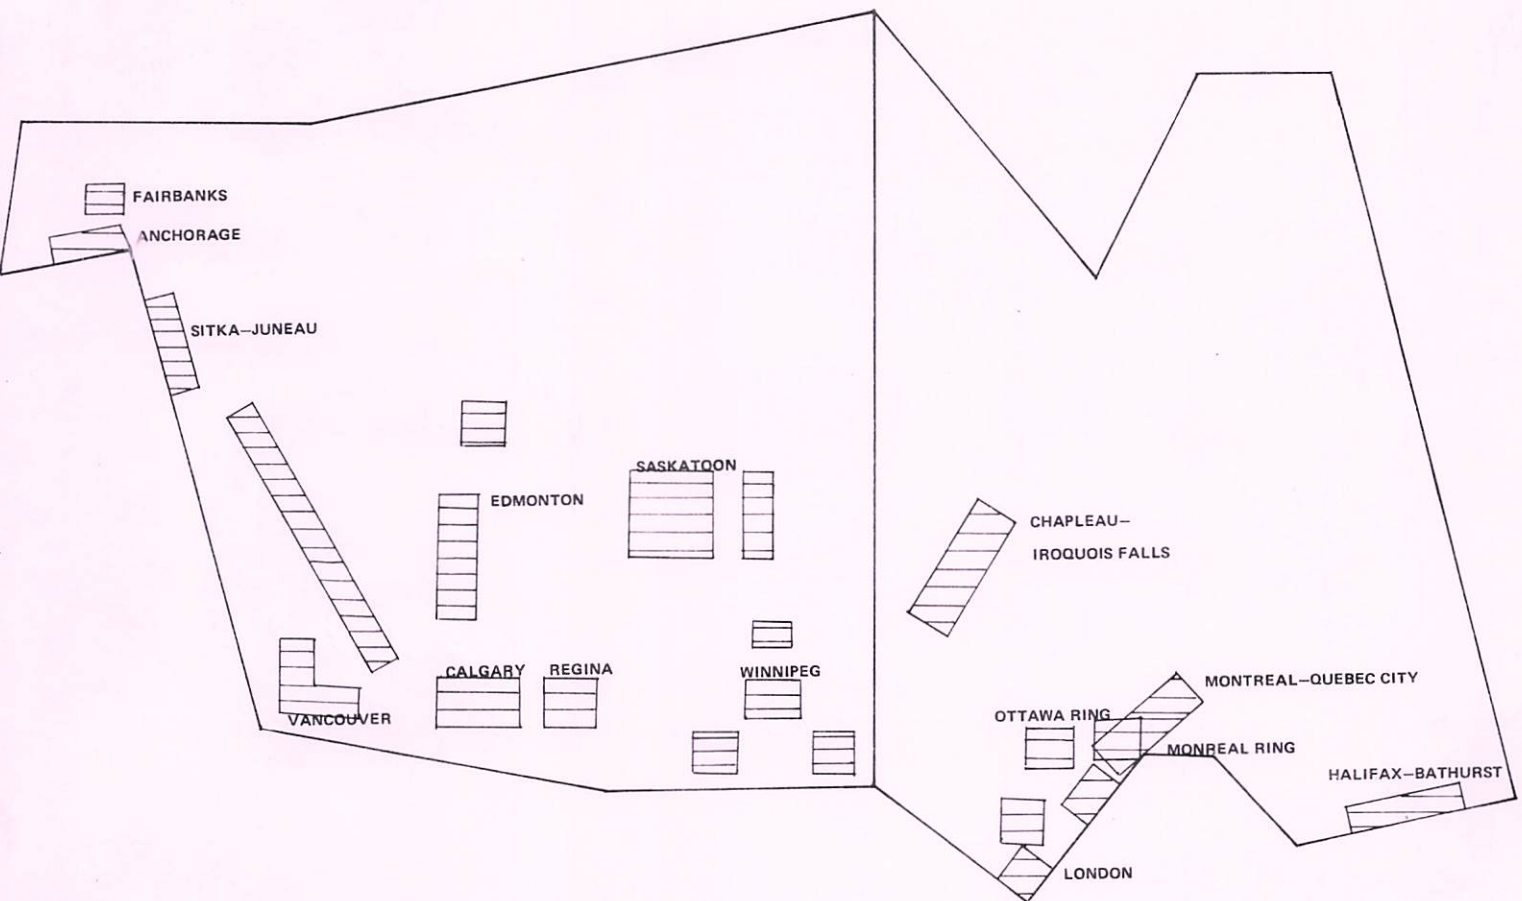 FAIRBANKS
ANCHORAGE
SITKA–JUNEAU
SASKATOON
EDMONTON
CHAPLEAU–
IROQUOIS FALLS
CALGARY
REGINA
WINNIPEG
MONTREAL–QUEBEC CITY
VANCOUVER
OTTAWA RING
MONREAL RING
HALIFAX–BATHURST
LONDON